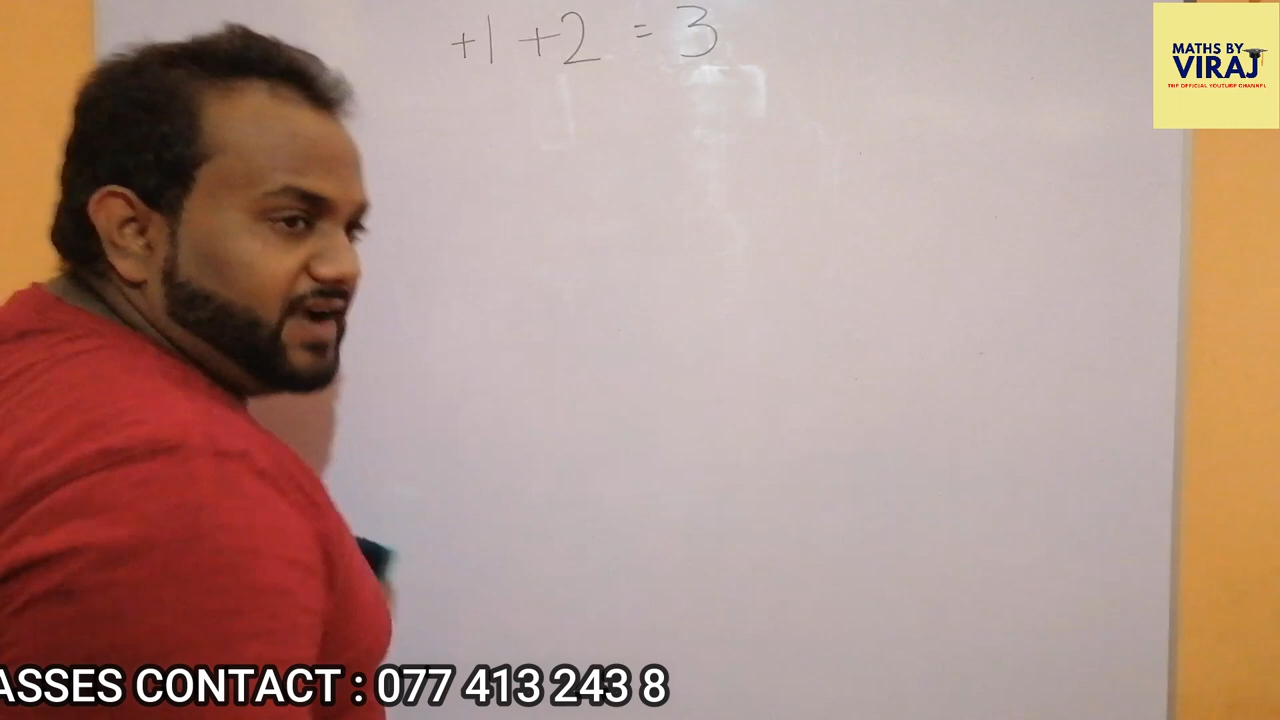 +1 +2 = 3
MATHS BY
VIRAJ
THE OFFICIAL YOUTUBE CHANNEL
ASSES CONTACT : 077 413 243 8